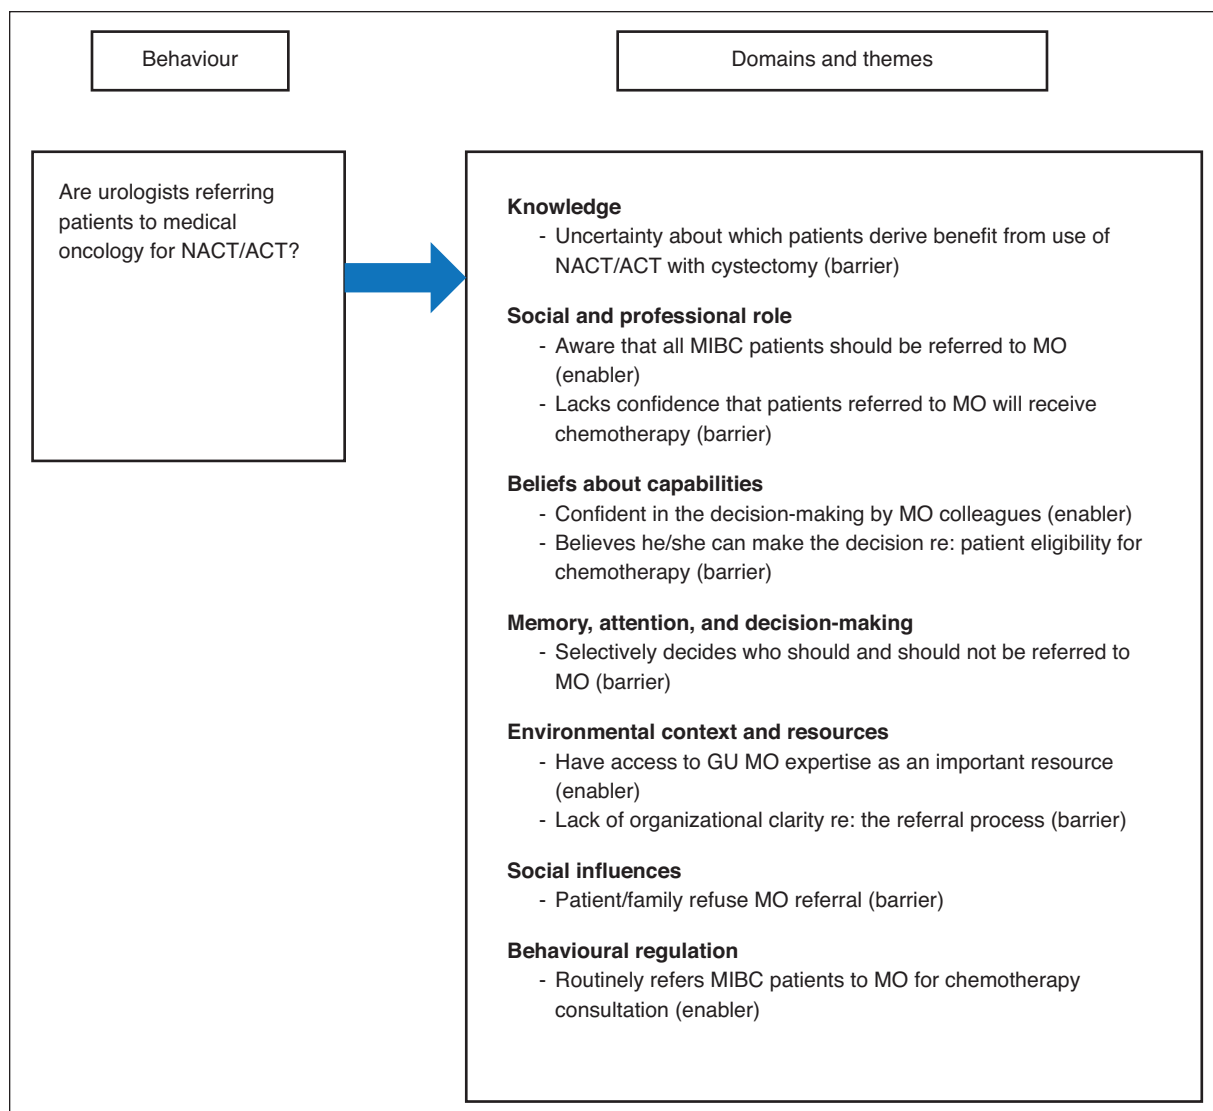 Behaviour
Domains and themes
Are urologists referring
patients to medical
oncology for NACT/ACT?
Knowledge
- Uncertainty about which patients derive benefit from use of
NACT/ACT with cystectomy (barrier)
Social and professional role
- Aware that all MIBC patients should be referred to MO
(enabler)
- Lacks confidence that patients referred to MO will receive
chemotherapy (barrier)
Beliefs about capabilities
- Confident in the decision-making by MO colleagues (enabler)
- Believes he/she can make the decision re: patient eligibility for
chemotherapy (barrier)
Memory, attention, and decision-making
- Selectively decides who should and should not be referred to
MO (barrier)
Environmental context and resources
- Have access to GU MO expertise as an important resource
(enabler)
- Lack of organizational clarity re: the referral process (barrier)
Social influences
- Patient/family refuse MO referral (barrier)
Behavioural regulation
- Routinely refers MIBC patients to MO for chemotherapy
consultation (enabler)